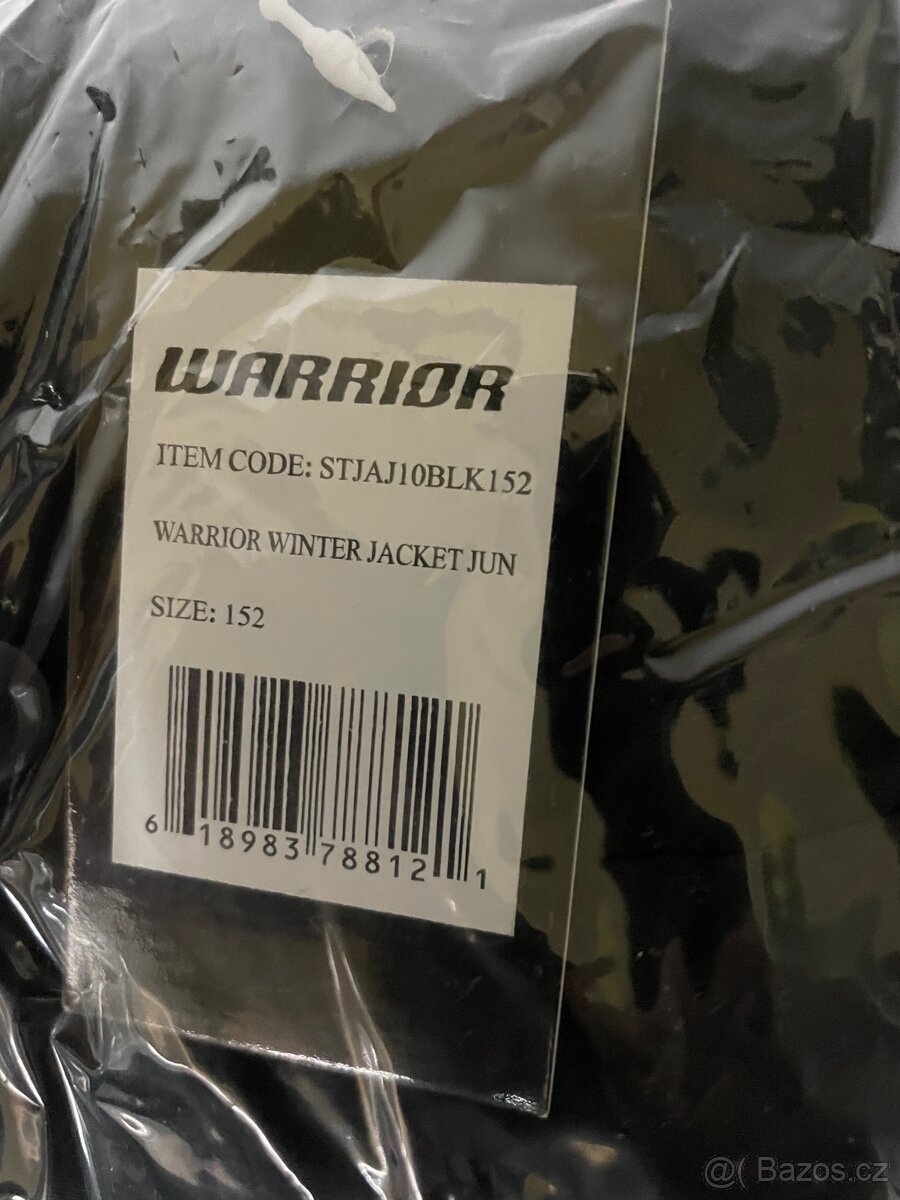 WARRIOR
ITEM CODE: STJAJ10BLK152
WARRIOR WINTER JACKET JUN
SIZE: 152
6 18983 78812 1
@( Bazos.cz